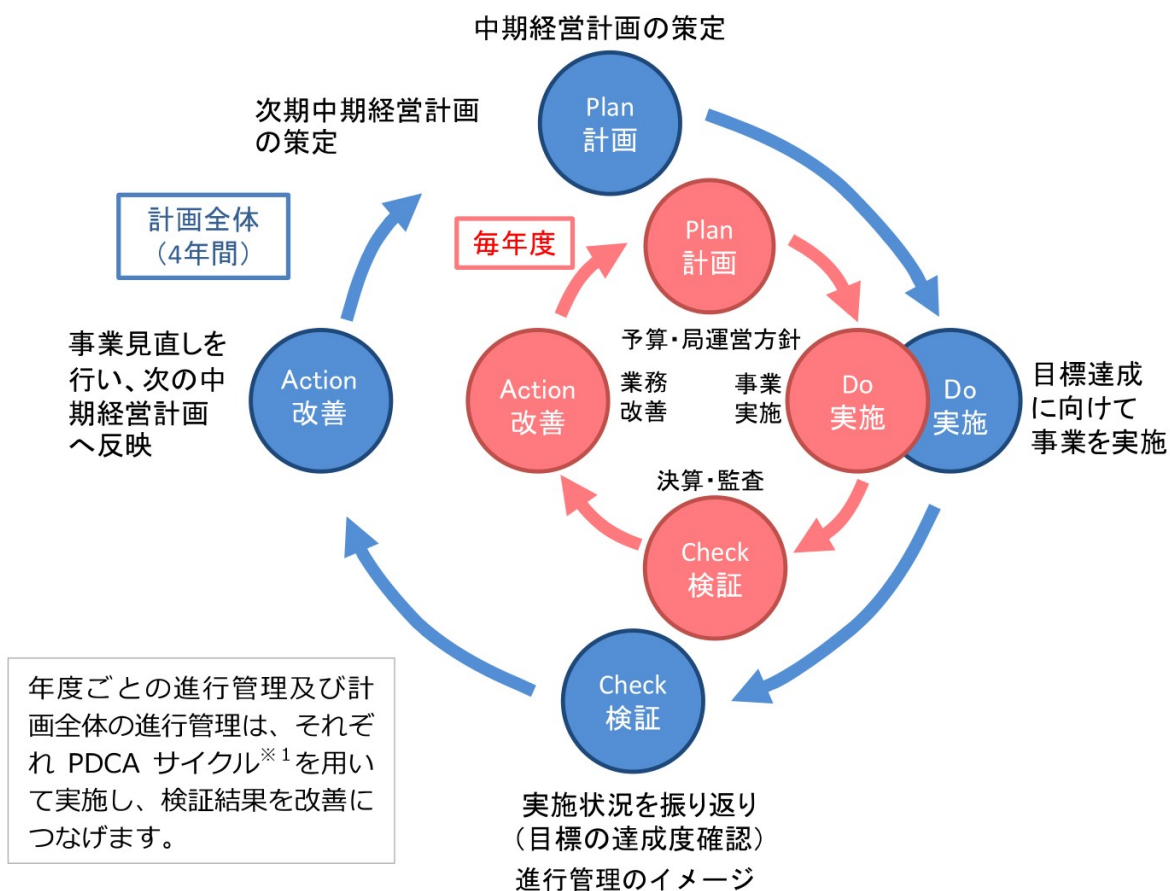 中期経営計画の策定
Plan
計画
次期中期経営計画
の策定
計画全体
（4年間）
毎年度
Plan
計画
予算・局運営方針
事業見直しを
行い、次の中
期経営計画
へ反映
Action
改善
Action
改善
業務
改善
事業
実施
Do
実施
Do
実施
目標達成
に向けて
事業を実施
決算・監査
Check
検証
Check
検証
年度ごとの進行管理及び計
画全体の進行管理は、それぞ
れ PDCA サイクル※1を用い
て実施し、検証結果を改善に
つなげます。
実施状況を振り返り
（目標の達成度確認）
進行管理のイメージ